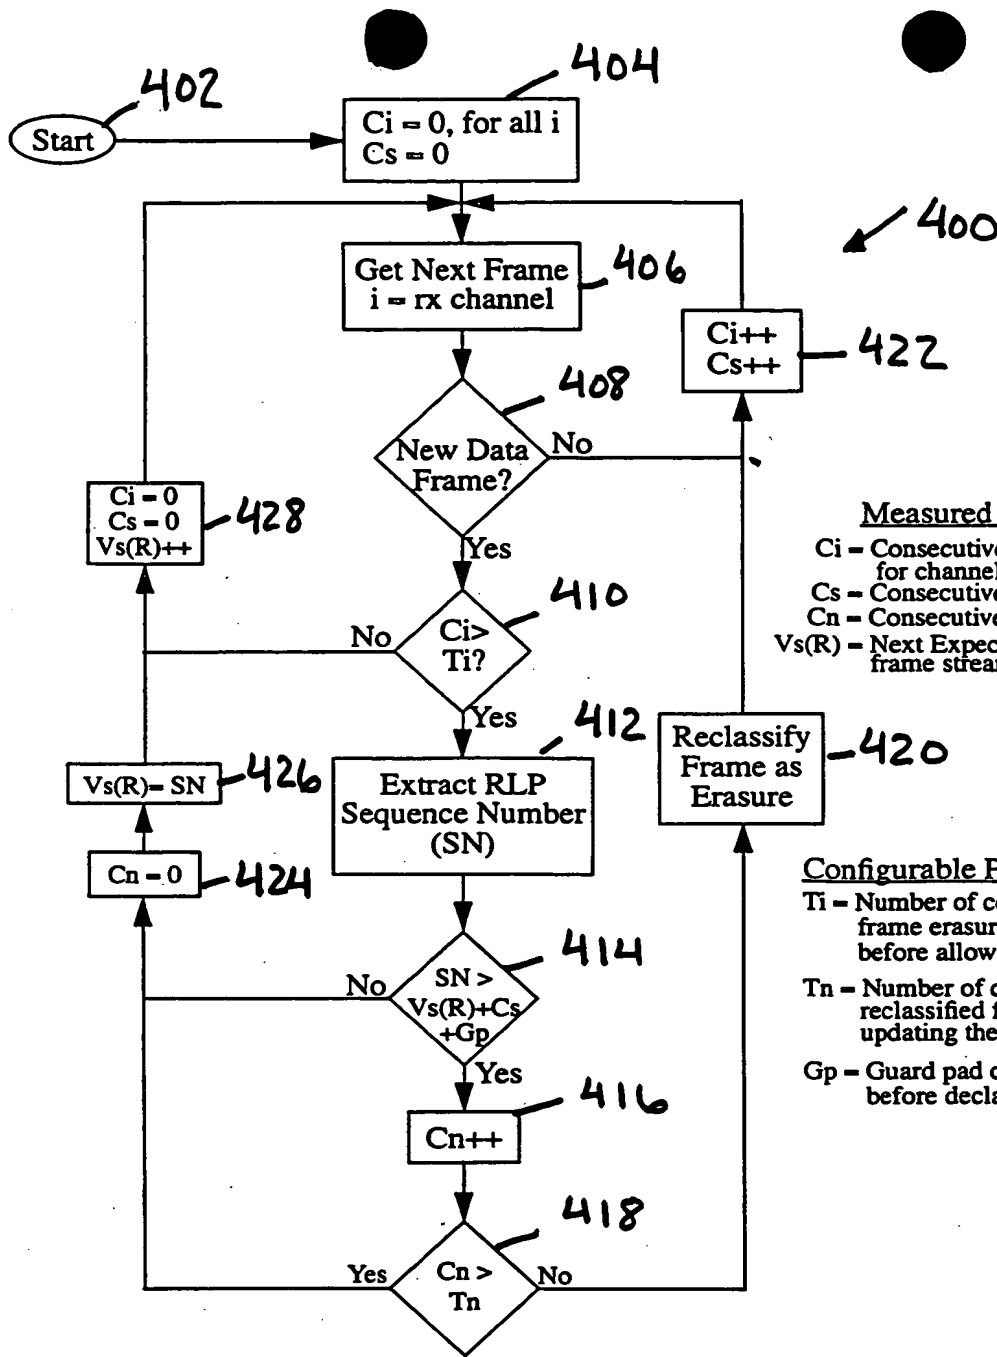 402
404
Start
Ci = 0, for all i
Cs = 0
400
Get Next Frame
i = rx channel
406
Ci++
Cs++
422
408
New Data
Frame?
No
Ci = 0
Cs = 0
Vs(R)++
428
Yes
Measured
Ci = Consecutive
for channel
Cs = Consecutive
Cn = Consecutive
Vs(R) = Next Expec
frame strea
410
No
Ci>
Ti?
Yes
412
Reclassify
Frame as
Erasure
420
Vs(R)= SN
426
Extract RLP
Sequence Number
(SN)
Cn = 0
424
Configurable P
Ti = Number of c
frame erasur
before allow
414
No
SN >
Vs(R)+Cs
+Gp
Tn = Number of c
reclassified f
updating the
Yes
Gp = Guard pad c
before decla
416
Cn++
418
Yes
Cn >
Tn
No